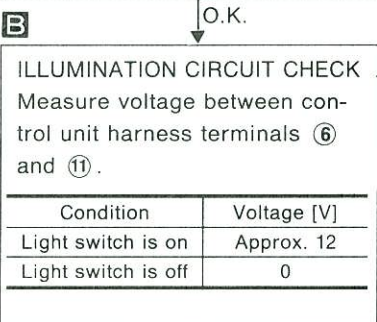 O.K.
B
ILLUMINATION CIRCUIT CHECK
Measure voltage between con-
trol unit harness terminals ⑥
and ⑪.
Condition Voltage [V]
Light switch is on Approx. 12
Light switch is off 0